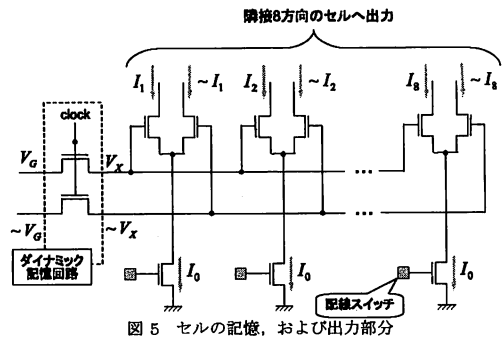 隣接8方向のセルへ出力
I1 ~I1 I2 ~I2 I8 ~I8
clock
VG VX
... 
~VG ~VX
...
ダイナミック
記憶回路
I0 I0 I0
配線スイッチ
図 5 セルの記憶，および出力部分